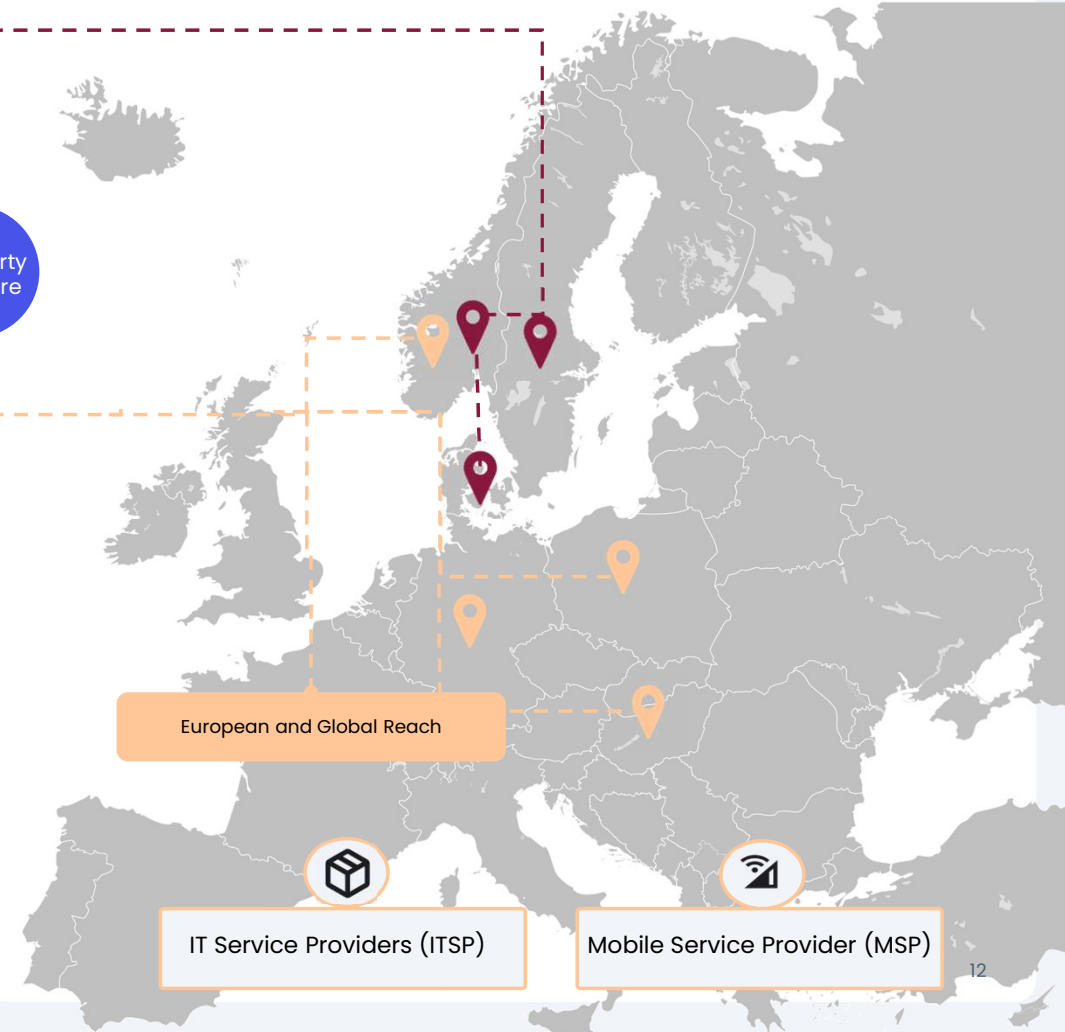 European and Global Reach
IT Service Providers (ITSP)
Mobile Service Provider (MSP)
12